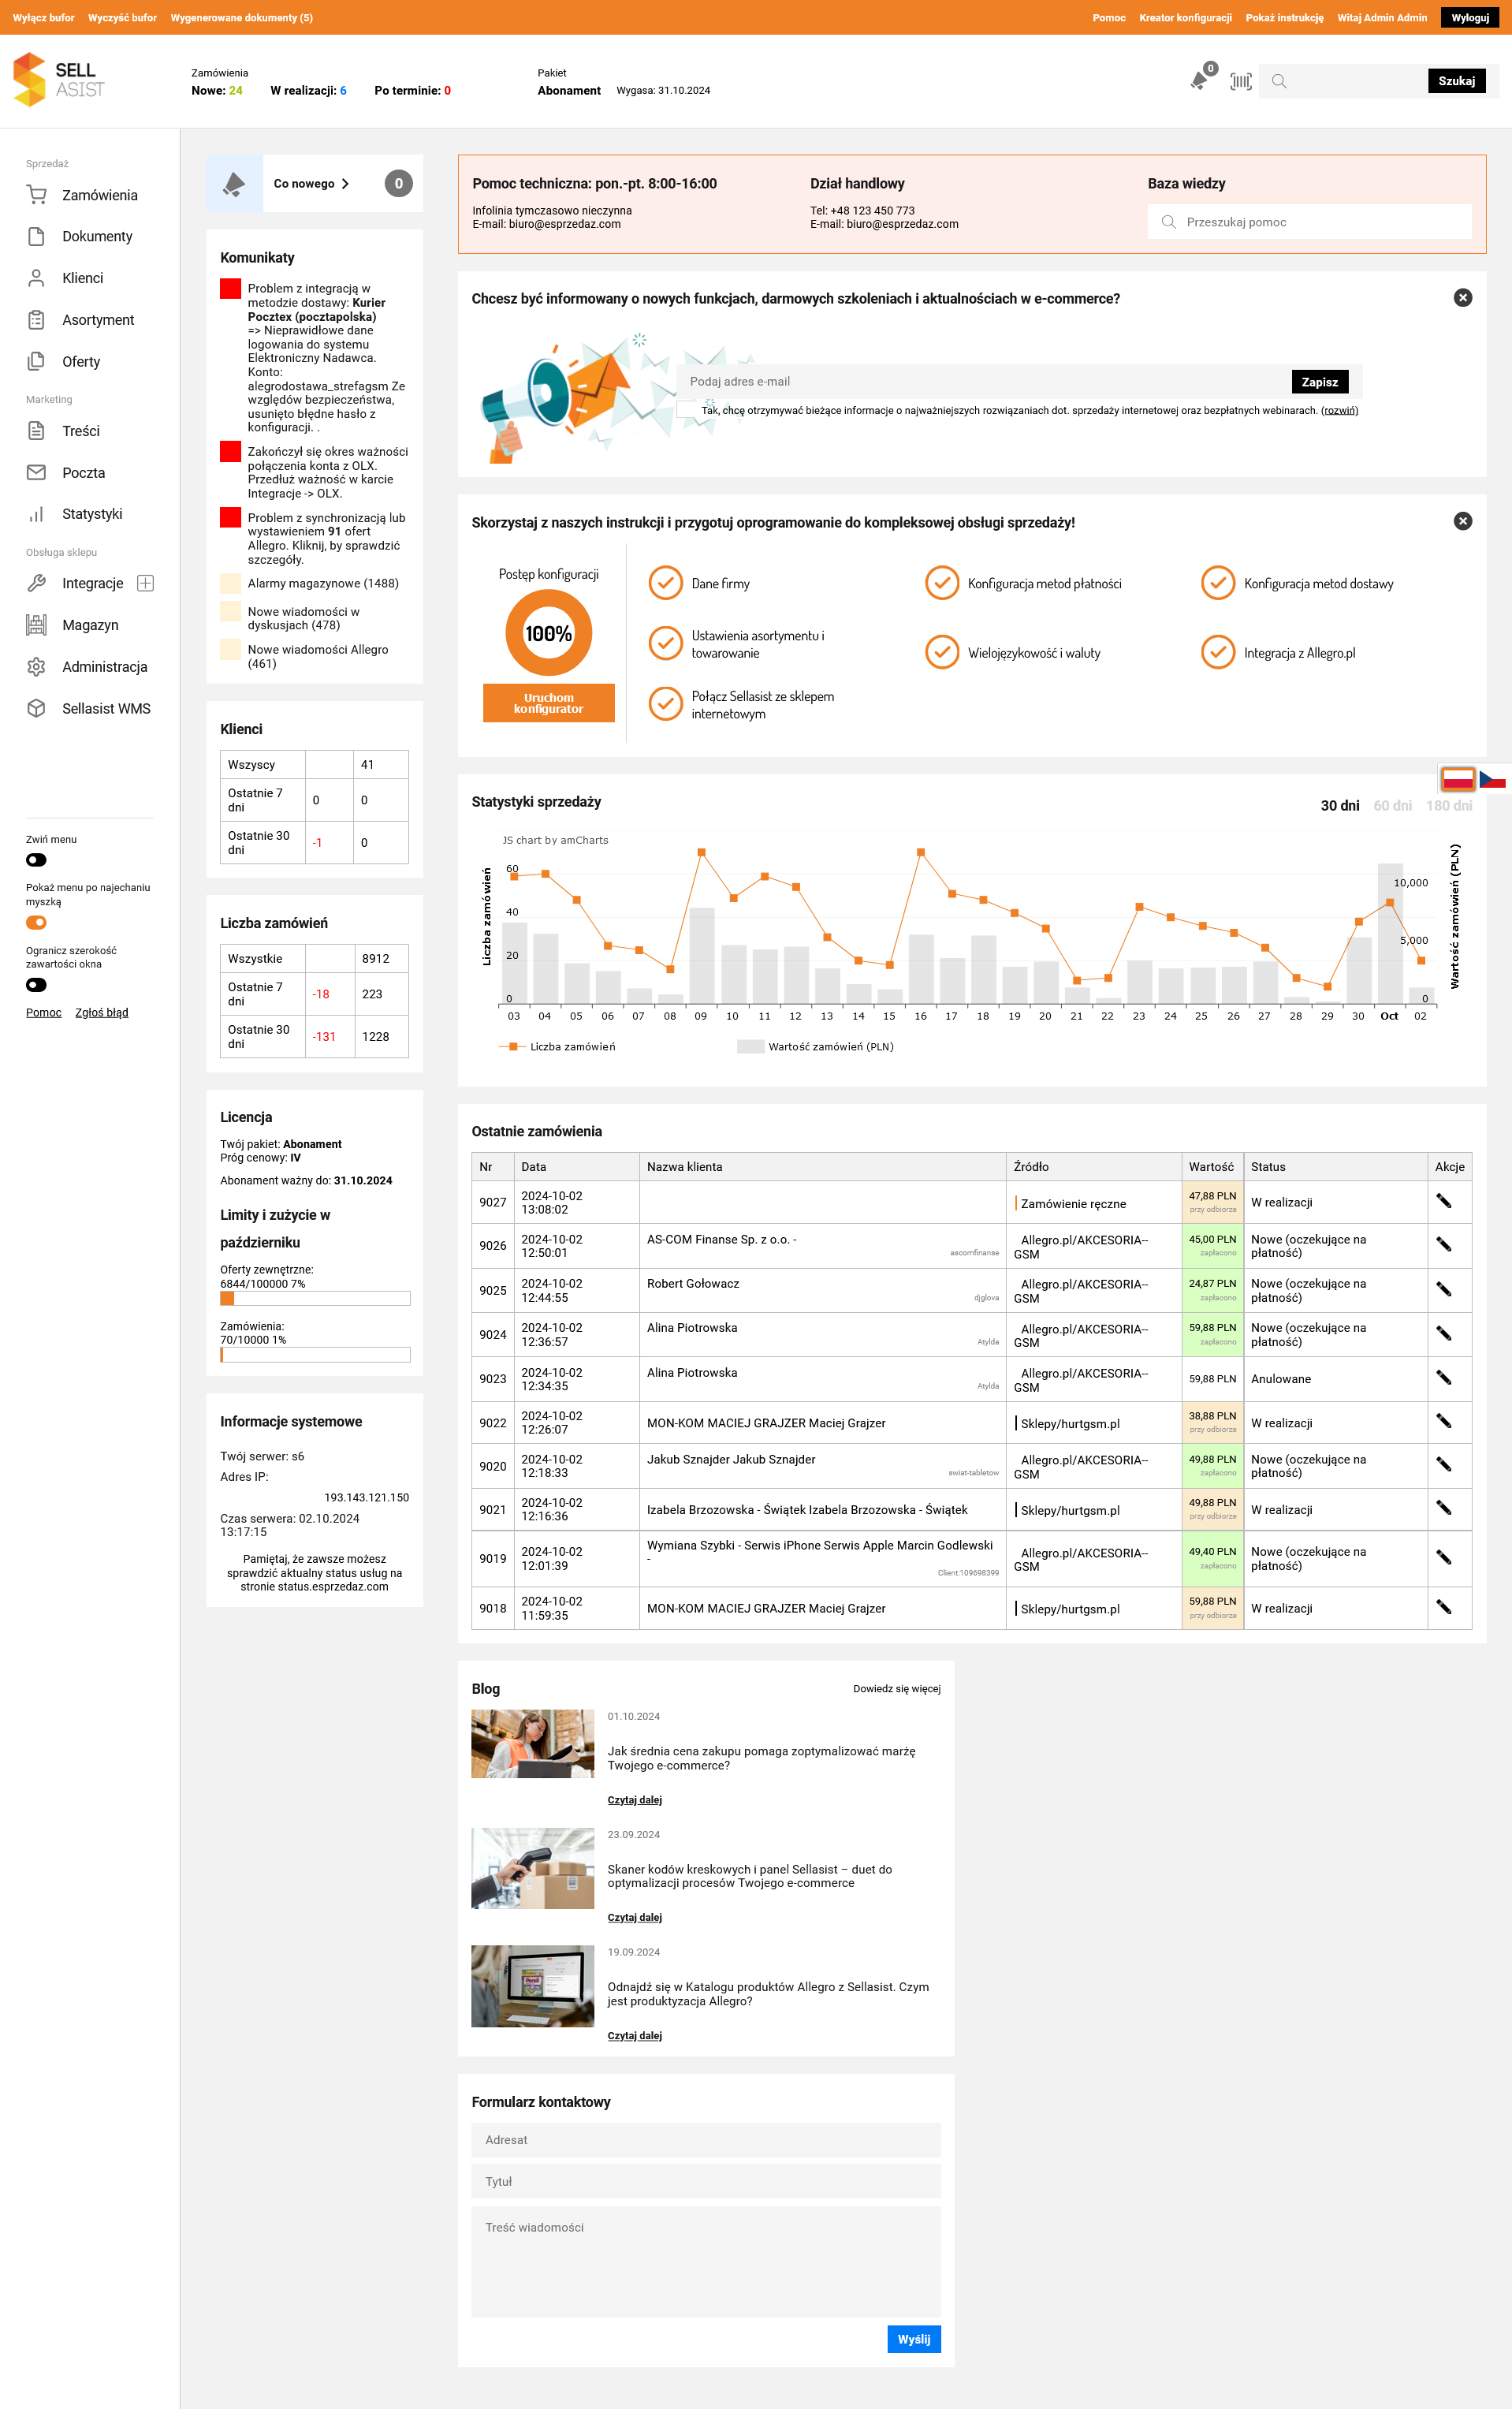 Wyłącz bufor Wyczyść bufor Wygenerowane dokumenty (5) Pomoc Kreator konfiguracji Pokaż instrukcję Witaj Admin Admin Wyloguj
SELL
ASIST
Zamówienia
Nowe: 24 W realizacji: 6 Po terminie: 0
Pakiet
Abonament Wygasa: 31.10.2024
0
Szukaj
Sprzedaż
Zamówienia
Dokumenty
Klienci
Asortyment
Oferty
Marketing
Treści
Poczta
Statystyki
Obsługa sklepu
Integracje
Magazyn
Administracja
Sellasist WMS
Zwiń menu
Pokaż menu po najechaniu
myszką
Ogranicz szerokość
zawartości okna
Pomoc Zgłoś błąd
Co nowego 0
Komunikaty
Problem z integracją w
metodzie dostawy: Kurier
Pocztex (pocztapolska)
=> Nieprawidłowe dane
logowania do systemu
Elektroniczny Nadawca.
Konto:
alegrodostawa_strefagsm Ze
względów bezpieczeństwa,
usunięto błędne hasło z
konfiguracji. .
Zakończył się okres ważności
połączenia konta z OLX.
Przedłuż ważność w karcie
Integracje -> OLX.
Problem z synchronizacją lub
wystawieniem 91 ofert
Allegro. Kliknij, by sprawdzić
szczegóły.
Alarmy magazynowe (1488)
Nowe wiadomości w
dyskusjach (478)
Nowe wiadomości Allegro
(461)
Klienci
Wszyscy 41
Ostatnie 7
dni 0 0
Ostatnie 30
dni -1 0
Liczba zamówień
Wszystkie 8912
Ostatnie 7
dni -18 223
Ostatnie 30
dni -131 1228
Licencja
Twój pakiet: Abonament
Próg cenowy: IV
Abonament ważny do: 31.10.2024
Limity i zużycie w
październiku
Oferty zewnętrzne:
6844/100000 7%
Zamówienia:
70/10000 1%
Informacje systemowe
Twój serwer: s6
Adres IP:
193.143.121.150
Czas serwera: 02.10.2024
13:17:15
Pamiętaj, że zawsze możesz
sprawdzić aktualny status usług na
stronie status.esprzedaz.com
Pomoc techniczna: pon.-pt. 8:00-16:00
Infolinia tymczasowo nieczynna
E-mail: biuro@esprzedaz.com
Dział handlowy
Tel: +48 123 450 773
E-mail: biuro@esprzedaz.com
Baza wiedzy
Przeszukaj pomoc
Chcesz być informowany o nowych funkcjach, darmowych szkoleniach i aktualnościach w e-commerce?
Podaj adres e-mail Zapisz
Tak, chcę otrzymywać bieżące informacje o najważniejszych rozwiązaniach dot. sprzedaży internetowej oraz bezpłatnych webinarach. (rozwiń)
Skorzystaj z naszych instrukcji i przygotuj oprogramowanie do kompleksowej obsługi sprzedaży!
Postęp konfiguracji
100%
Uruchom
konfigurator
Dane firmy Konfiguracja metod płatności Konfiguracja metod dostawy
Ustawienia asortymentu i
towarowanie Wielojęzykowość i waluty Integracja z Allegro.pl
Połącz Sellasist ze sklepem
internetowym
Statystyki sprzedaży 30 dni 60 dni 180 dni
JS chart by amCharts
Liczba zamówień
60
40
20
0
Wartość zamówień (PLN)
10,000
5,000
0
03 04 05 06 07 08 09 10 11 12 13 14 15 16 17 18 19 20 21 22 23 24 25 26 27 28 29 30 Oct 02
Liczba zamówień Wartość zamówień (PLN)
Ostatnie zamówienia
Nr Data Nazwa klienta Źródło Wartość Status Akcje
9027 2024-10-02 13:08:02 Zamówienie ręczne 47,88 PLN przy odbiorze W realizacji
9026 2024-10-02 12:50:01 AS-COM Finanse Sp. z o.o. - ascomfinanse Allegro.pl/AKCESORIA--GSM 45,00 PLN zapłacono Nowe (oczekujące na płatność)
9025 2024-10-02 12:44:55 Robert Gołowacz djglova Allegro.pl/AKCESORIA--GSM 24,87 PLN zapłacono Nowe (oczekujące na płatność)
9024 2024-10-02 12:36:57 Alina Piotrowska Atylda Allegro.pl/AKCESORIA--GSM 59,88 PLN zapłacono Nowe (oczekujące na płatność)
9023 2024-10-02 12:34:35 Alina Piotrowska Atylda Allegro.pl/AKCESORIA--GSM 59,88 PLN Anulowane
9022 2024-10-02 12:26:07 MON-KOM MACIEJ GRAJZER Maciej Grajzer Sklepy/hurtgsm.pl 38,88 PLN przy odbiorze W realizacji
9020 2024-10-02 12:18:33 Jakub Sznajder Jakub Sznajder swiat-tabletow Allegro.pl/AKCESORIA--GSM 49,88 PLN zapłacono Nowe (oczekujące na płatność)
9021 2024-10-02 12:16:36 Izabela Brzozowska - Świątek Izabela Brzozowska - Świątek Sklepy/hurtgsm.pl 49,88 PLN przy odbiorze W realizacji
9019 2024-10-02 12:01:39 Wymiana Szybki - Serwis iPhone Serwis Apple Marcin Godlewski - Client:109698399 Allegro.pl/AKCESORIA--GSM 49,40 PLN zapłacono Nowe (oczekujące na płatność)
9018 2024-10-02 11:59:35 MON-KOM MACIEJ GRAJZER Maciej Grajzer Sklepy/hurtgsm.pl 59,88 PLN przy odbiorze W realizacji
Blog Dowiedz się więcej
01.10.2024
Jak średnia cena zakupu pomaga zoptymalizować marżę
Twojego e-commerce?
Czytaj dalej
23.09.2024
Skaner kodów kreskowych i panel Sellasist – duet do
optymalizacji procesów Twojego e-commerce
Czytaj dalej
19.09.2024
Odnajdź się w Katalogu produktów Allegro z Sellasist. Czym
jest produktyzacja Allegro?
Czytaj dalej
Formularz kontaktowy
Adresat
Tytuł
Treść wiadomości
Wyślij